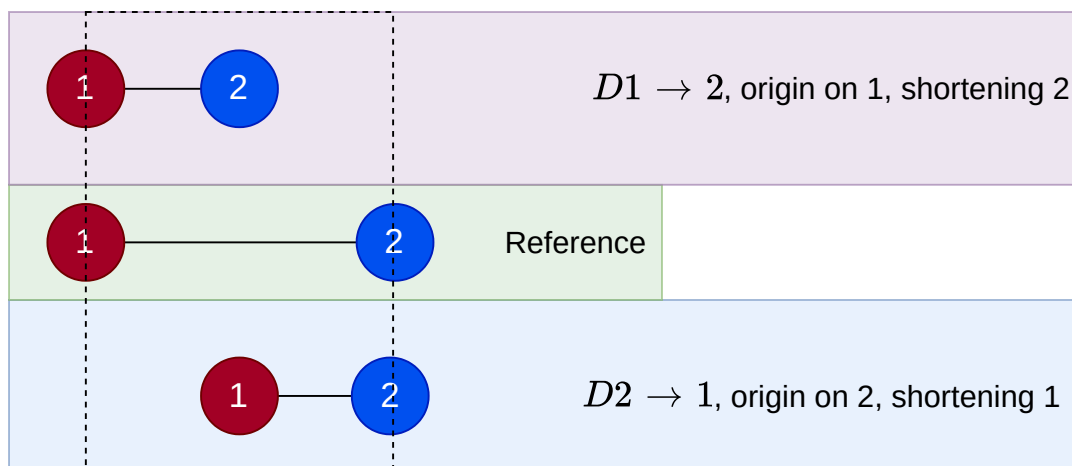 1 2 D1 → 2, origin on 1, shortening 2
1 2 Reference
1 2 D2 → 1, origin on 2, shortening 1